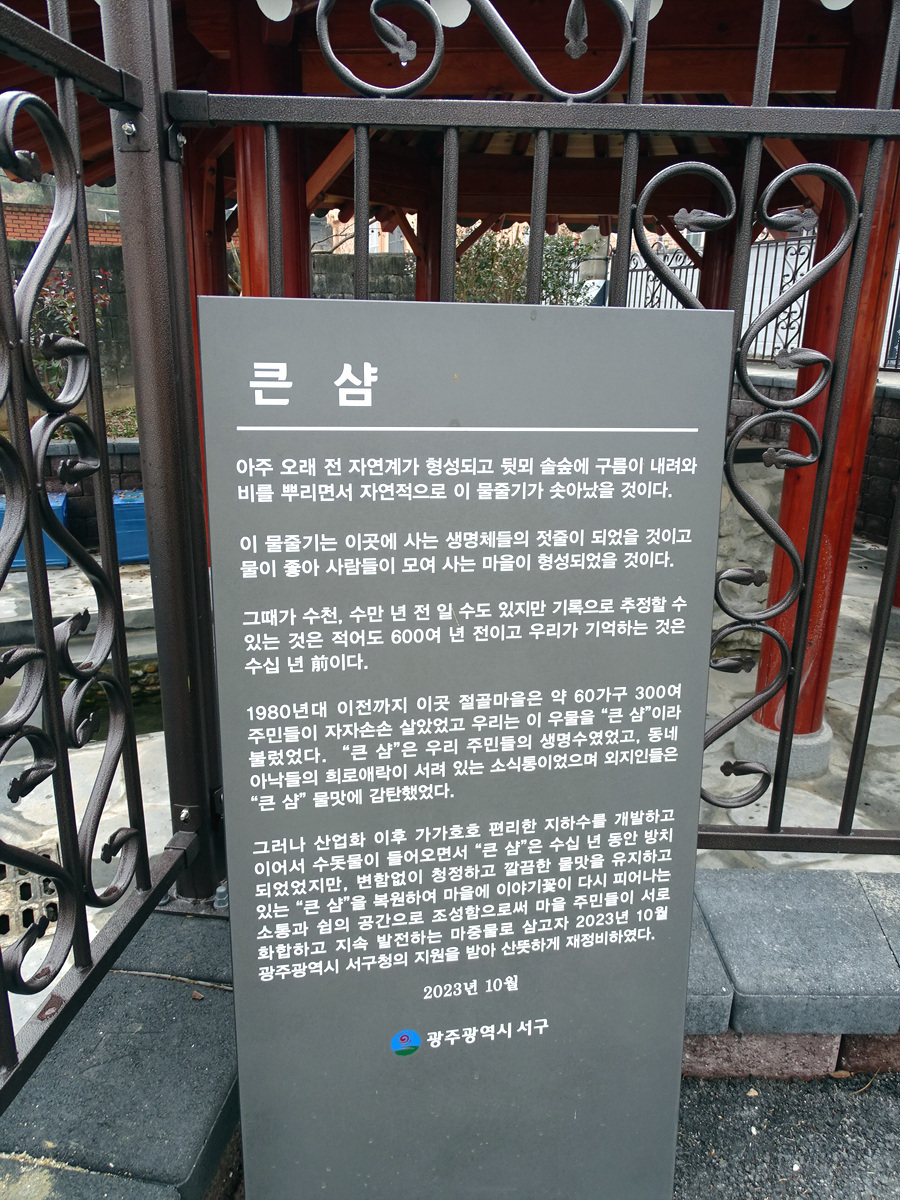 큰 샴
아주 오래 전 자연계가 형성되고 뒷뫼 솔숲에 구름이 내려와
비를 뿌리면서 자연적으로 이 물줄기가 솟아났을 것이다.
이 물줄기는 이곳에 사는 생명체들의 젓줄이 되었을 것이고
물이 좋아 사람들이 모여 사는 마을이 형성되었을 것이다.
그때가 수천, 수만 년 전 일 수도 있지만 기록으로 추정할 수
있는 것은 적어도 600여 년 전이고 우리가 기억하는 것은
수십 년 前이다.
1980년대 이전까지 이곳 절골마을은 약 60가구 300여
주민들이 자자손손 살았었고 우리는 이 우물을 “큰 샴”이라
불렀었다. “큰 샴”은 우리 주민들의 생명수였었고, 동네
아낙들의 희로애락이 서려 있는 소식통이었으며 외지인들은
“큰 샴” 물맛에 감탄했었다.
그러나 산업화 이후 가가호호 편리한 지하수를 개발하고
이어서 수돗물이 들어오면서 “큰 샴”은 수십 년 동안 방치
되었었지만, 변함없이 청정하고 깔끔한 물맛을 유지하고
있는 “큰 샴”을 복원하여 마을에 이야기꽃이 다시 피어나는
소통과 쉼의 공간으로 조성함으로써 마을 주민들이 서로
화합하고 지속 발전하는 마중물로 삼고자 2023년 10월
광주광역시 서구청의 지원을 받아 산뜻하게 재정비하였다.
2023년 10월
광주광역시 서구